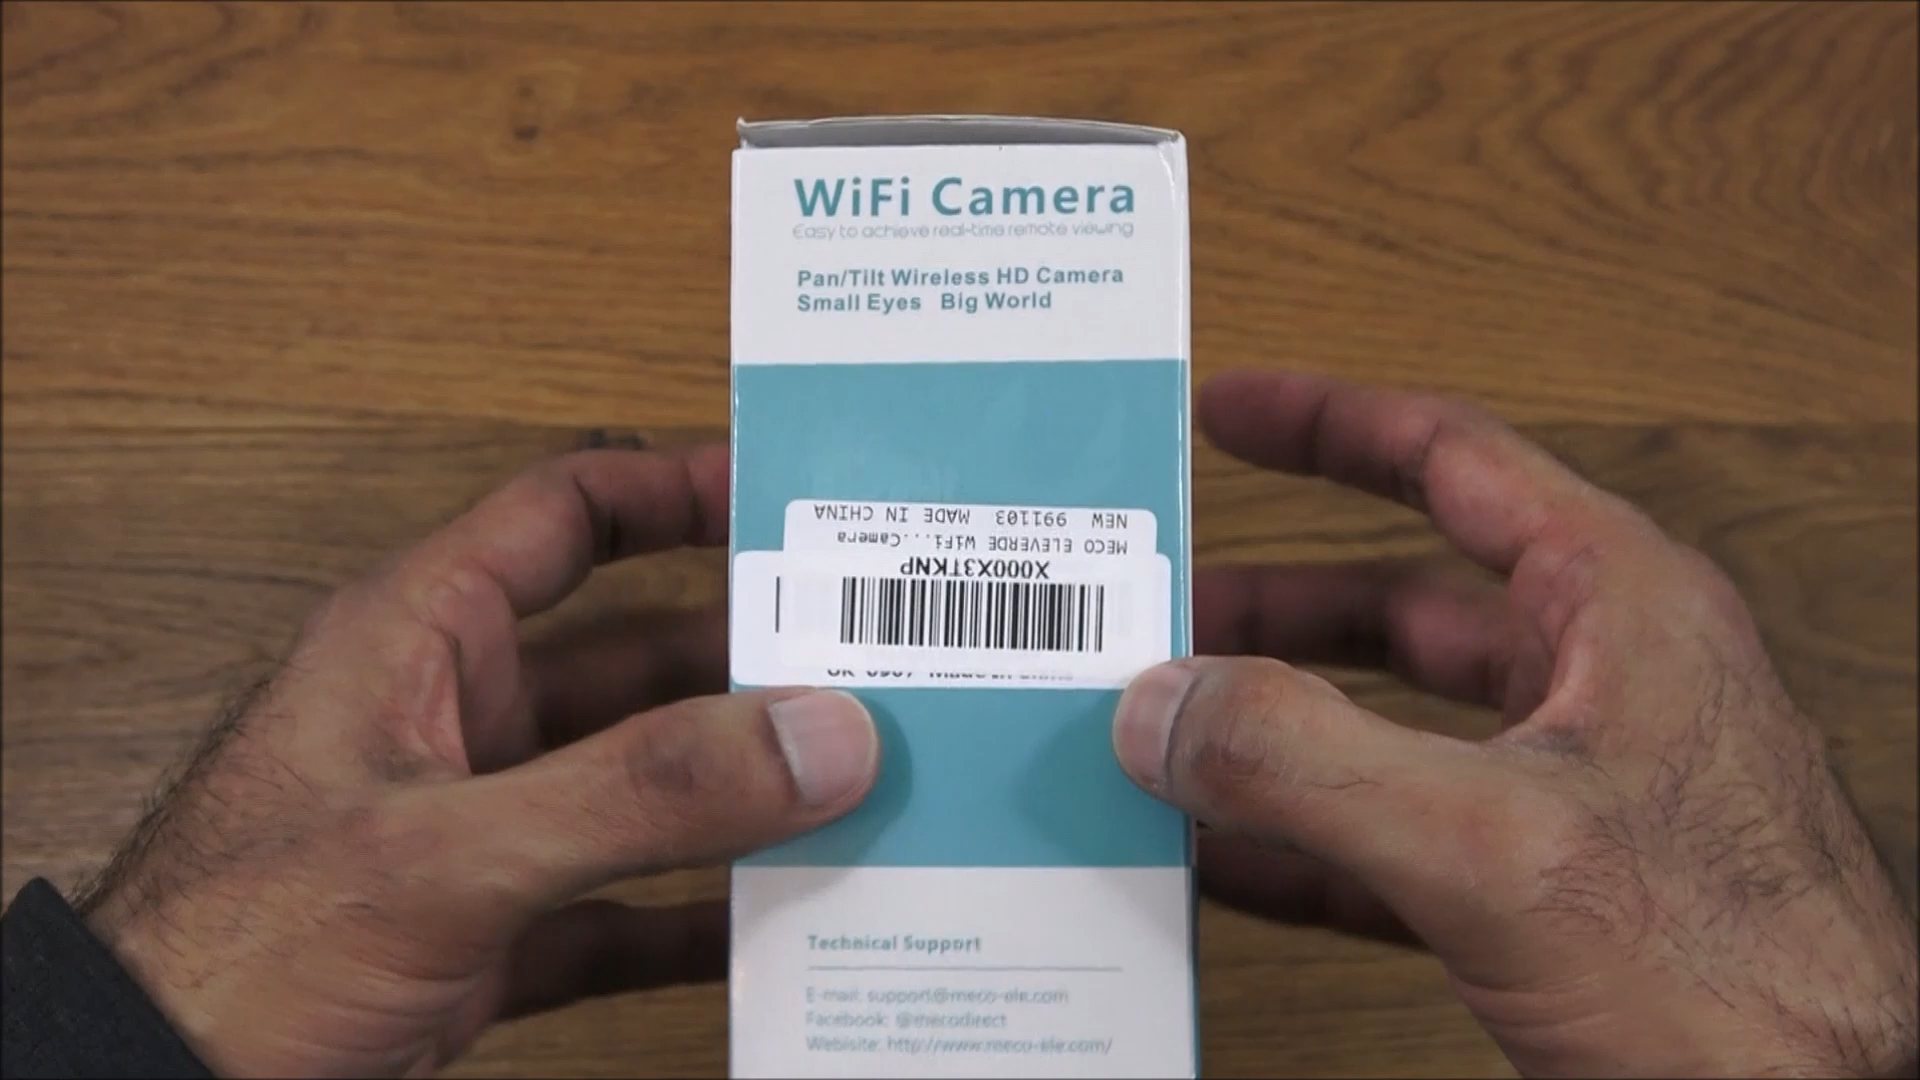 WiFi Camera
Easy to achieve real-time remote viewing
Pan/Tilt Wireless HD Camera
Small Eyes Big World
NEW 991103 MADE IN CHINA
MECO ELEVERDE WiFi...Camera
X000X3TKNP
Technical Support
E-mail: support@meco-ele.com
Facebook: @mecodirect
Webisite: http://www.meco-ele.com/